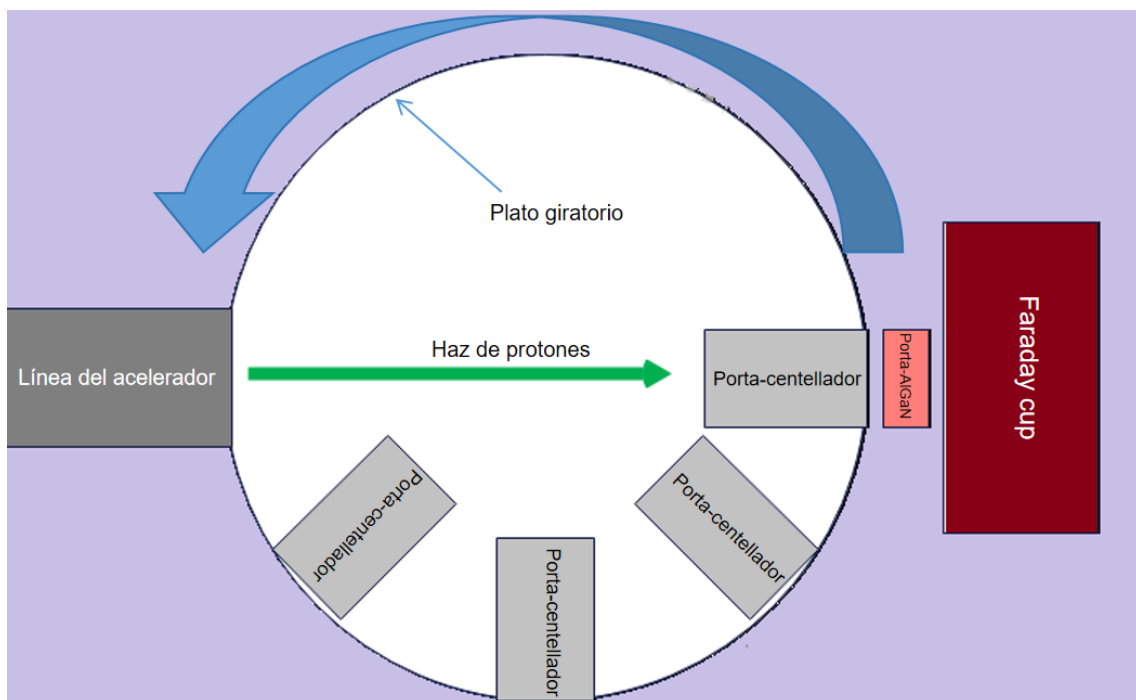 Plato giratorio
Haz de protones
Línea del acelerador
Porta-centellador
Porta-AlGaN
Faraday cup
Porta-centellador
Porta-centellador
Porta-centellador